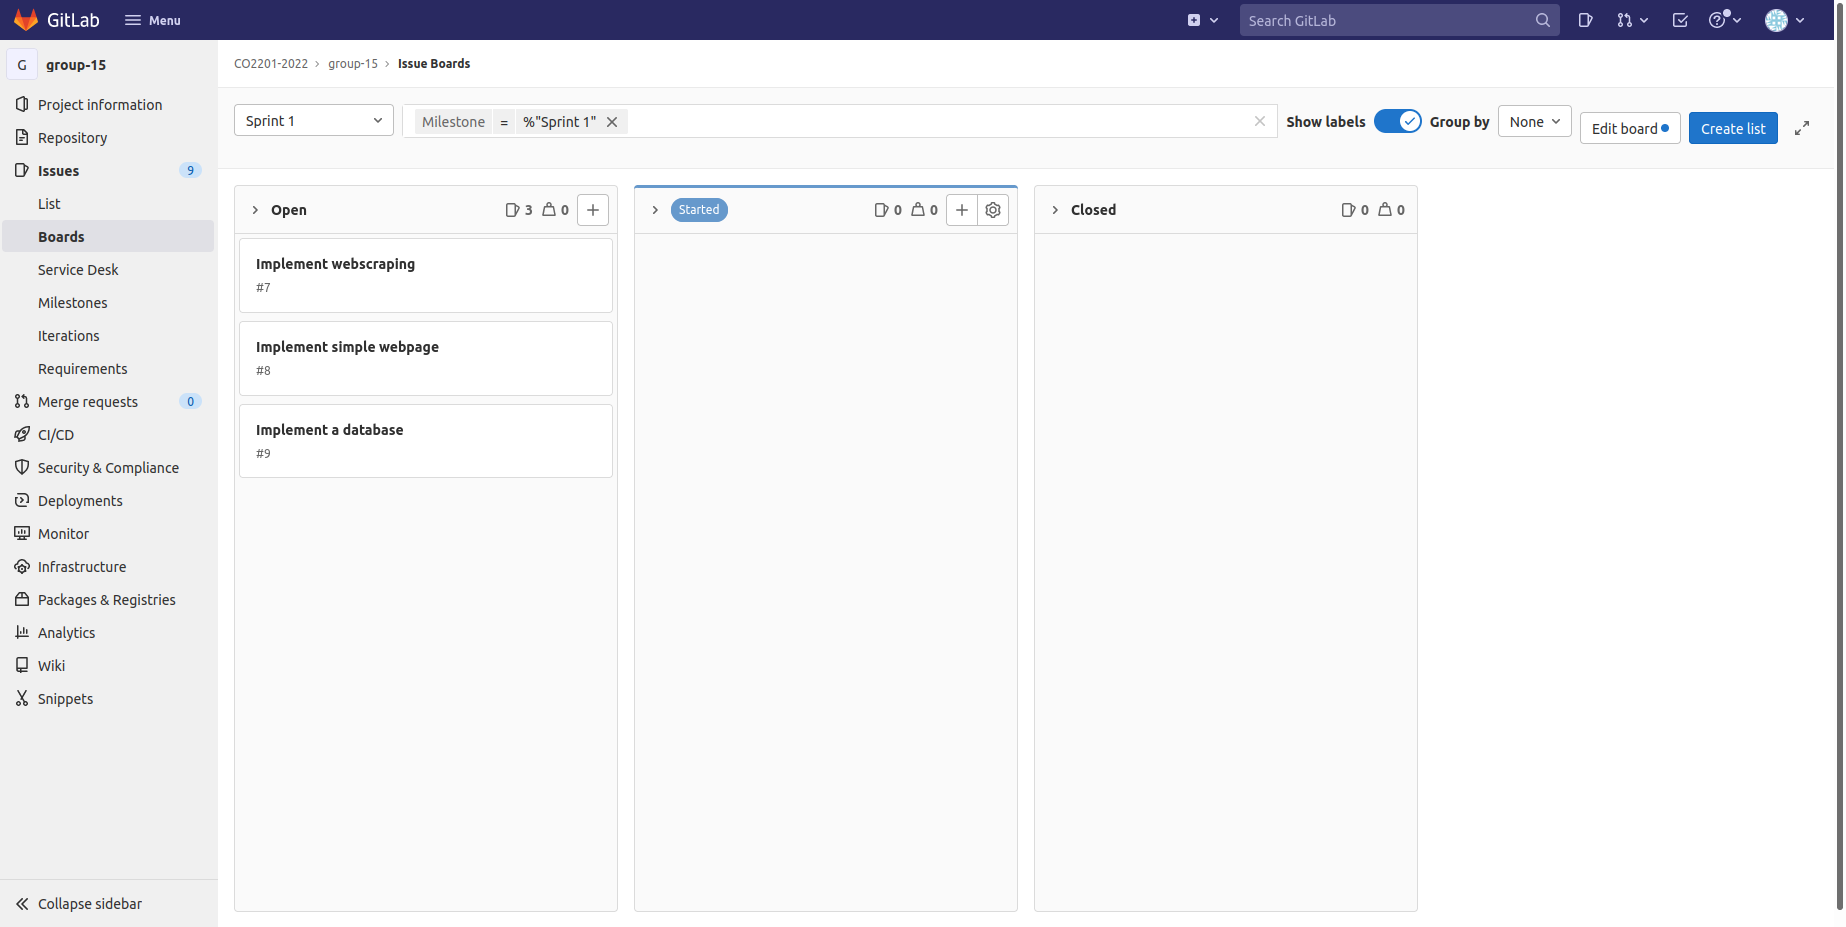 GitLab
Menu
Search GitLab
G
group-15
Project information
Repository
Issues 9
List
Boards
Service Desk
Milestones
Iterations
Requirements
Merge requests 0
CI/CD
Security & Compliance
Deployments
Monitor
Infrastructure
Packages & Registries
Analytics
Wiki
Snippets
Collapse sidebar
CO2201-2022 › group-15 › Issue Boards
Sprint 1
Milestone = %"Sprint 1"
Show labels
Group by
None
Edit board
Create list
Open 3 0
Implement webscraping
#7
Implement simple webpage
#8
Implement a database
#9
Started 0 0
Closed 0 0